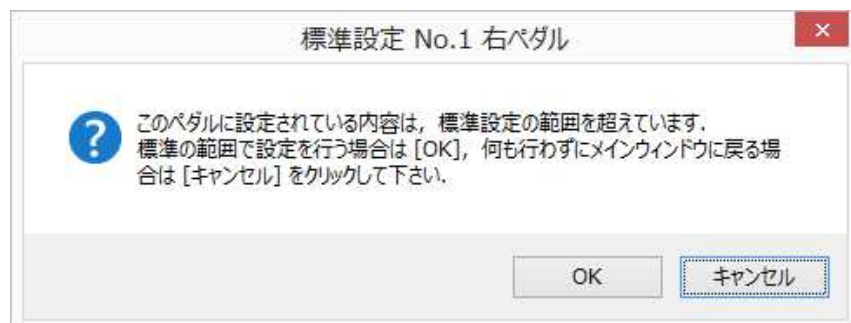 標準設定 No.1 右ペダル
×
このペダルに設定されている内容は，標準設定の範囲を超えています．
標準の範囲で設定を行う場合は [OK]，何も行わずにメインウィンドウに戻る場
合は [キャンセル] をクリックして下さい．
OK
キャンセル